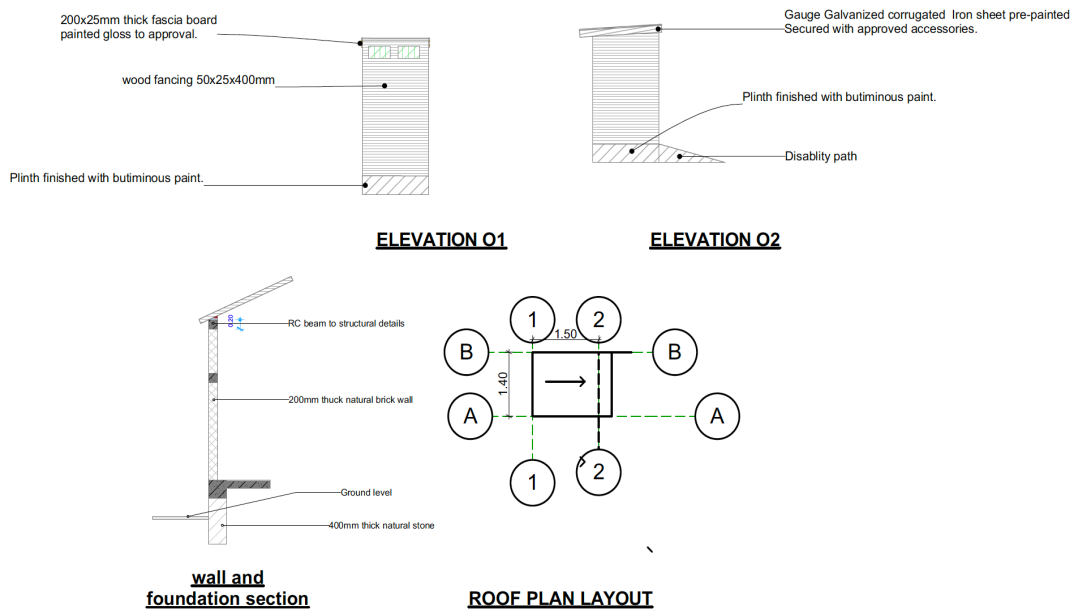 200x25mm thick fascia board
painted gloss to approval.
wood fancing 50x25x400mm
Plinth finished with butiminous paint.
ELEVATION O1
Gauge Galvanized corrugated Iron sheet pre-painted
Secured with approved accessories.
Plinth finished with butiminous paint.
Disablity path
ELEVATION O2
0.20
RC beam to structural details
200mm thuck natural brick wall
Ground level
400mm thick natural stone
wall and
foundation section
1
2
1.50
B
B
1.40
A
A
1
2
ROOF PLAN LAYOUT